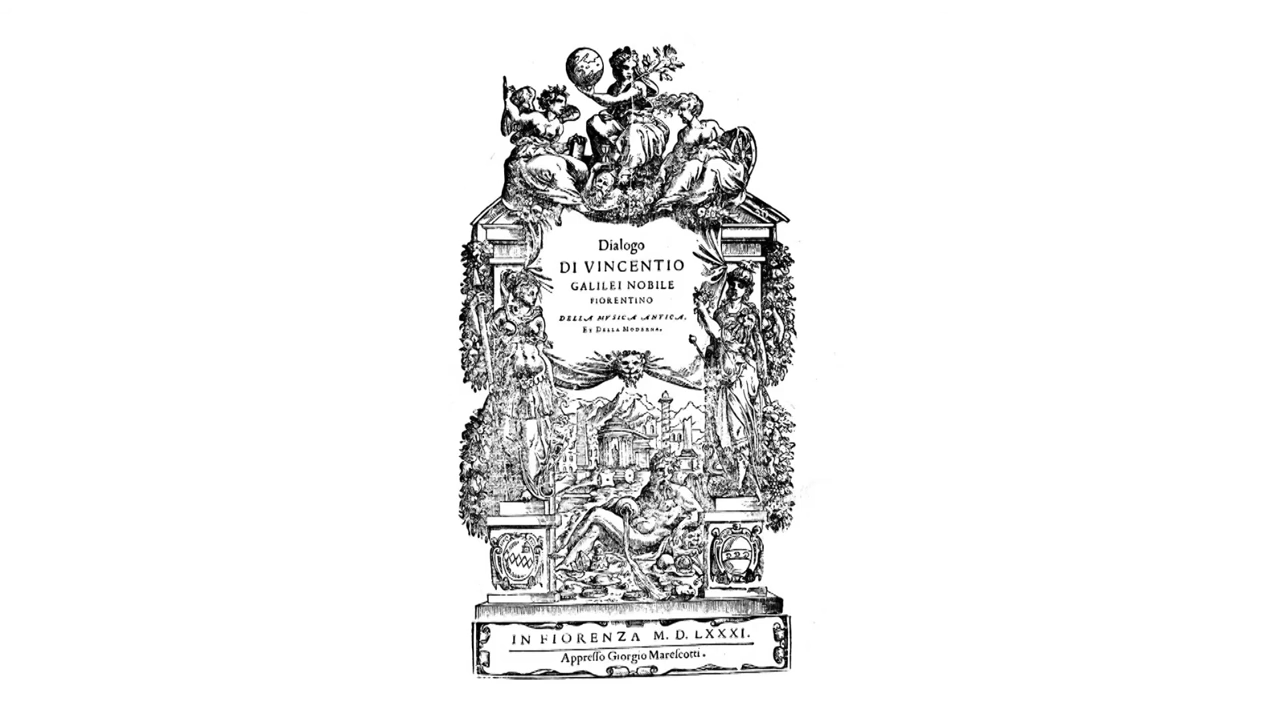 Dialogo
DI VINCENTIO
GALILEI NOBILE
FIORENTINO
DELLA MVSICA ANTICA,
ET DELLA MODERNA.
IN FIORENZA M. D. LXXXI.
Appreſſo Giorgio Mareſcotti.